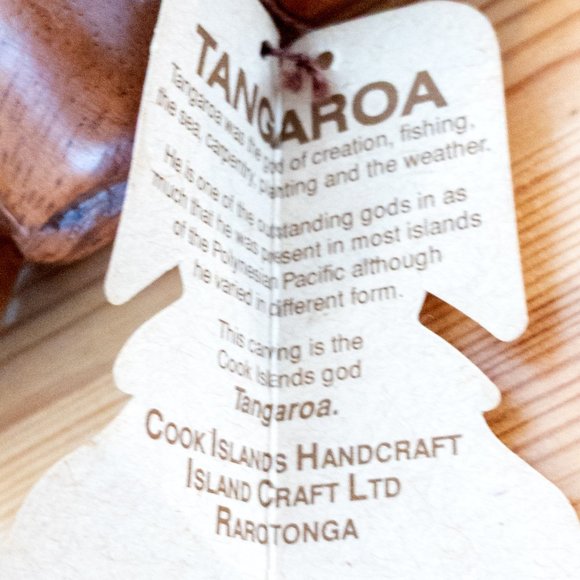 TANGAROA
Tangaroa was the god of creation, fishing,
the sea, carpentry, planting and the weather.
He is one of the outstanding gods in as
much that he was present in most islands
of the Polynesian Pacific although
he varied in different form.
This carving is the
Cook Islands god
Tangaroa.
COOK ISLANDS HANDCRAFT
ISLAND CRAFT LTD
RAROTONGA